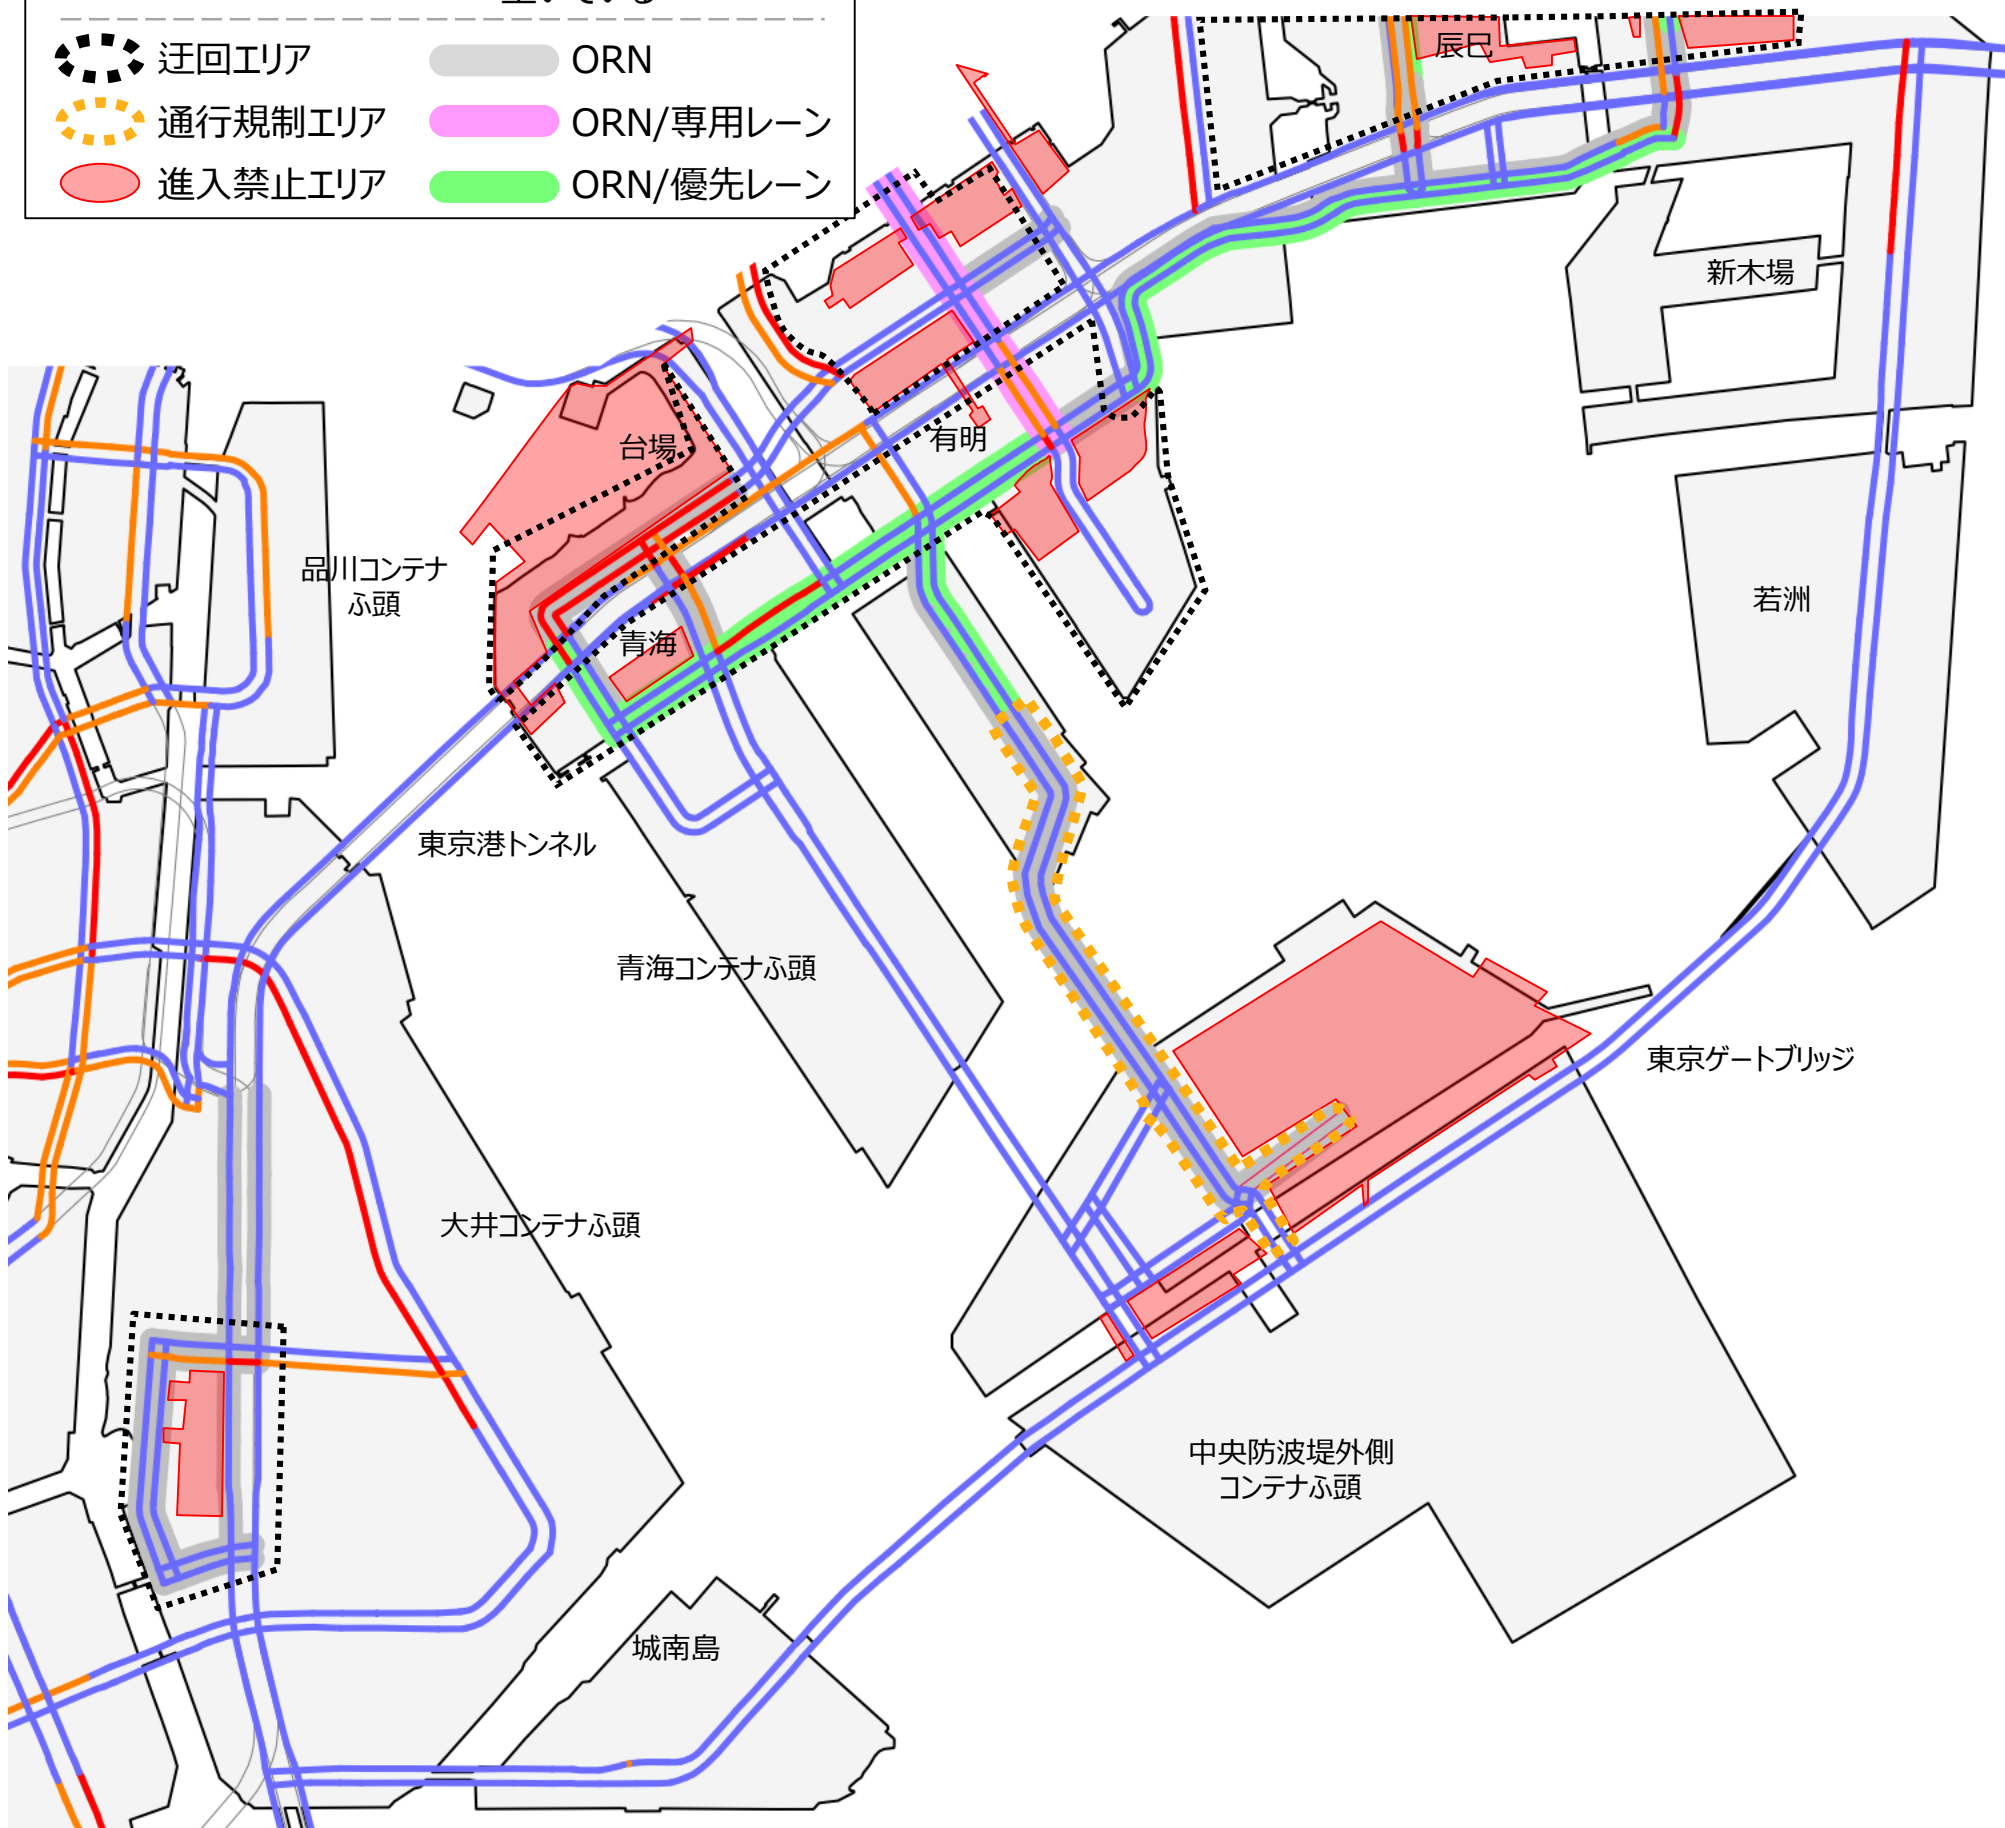 空いている
迂回エリア
ORN
通行規制エリア
ORN/専用レーン
進入禁止エリア
ORN/優先レーン
辰巳
新木場
台場
有明
品川コンテナ
ふ頭
若洲
青海
東京港トンネル
青海コンテナふ頭
東京ゲートブリッジ
大井コンテナふ頭
中央防波堤外側
コンテナふ頭
城南島